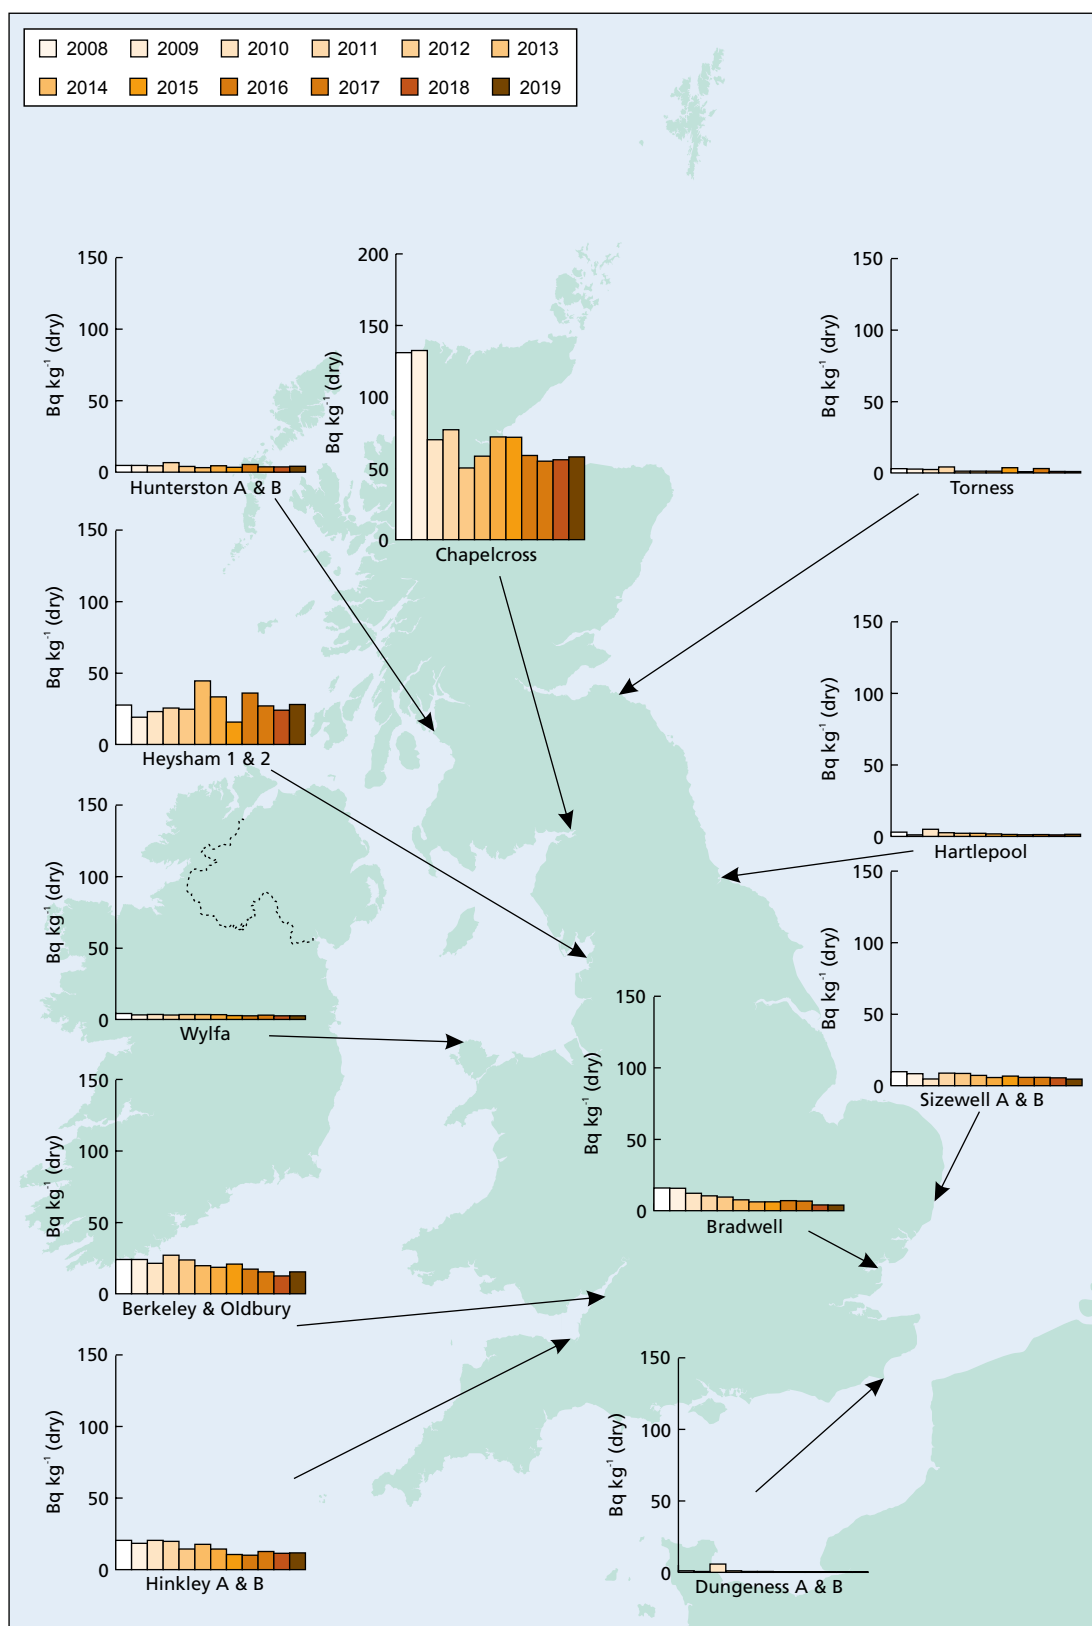 2008 2009 2010 2011 2012 2013
2014 2015 2016 2017 2018 2019
150
100
50
0
Bq kg⁻¹ (dry)
Hunterston A & B
200
150
100
50
0
Bq kg⁻¹ (dry)
Chapelcross
150
100
50
0
Bq kg⁻¹ (dry)
Torness
150
100
50
0
Bq kg⁻¹ (dry)
Heysham 1 & 2
150
100
50
0
Bq kg⁻¹ (dry)
Hartlepool
150
100
50
0
Bq kg⁻¹ (dry)
Wylfa
150
100
50
0
Bq kg⁻¹ (dry)
Sizewell A & B
150
100
50
0
Bq kg⁻¹ (dry)
Bradwell
150
100
50
0
Bq kg⁻¹ (dry)
Berkeley & Oldbury
150
100
50
0
Bq kg⁻¹ (dry)
Hinkley A & B
150
100
50
0
Bq kg⁻¹ (dry)
Dungeness A & B